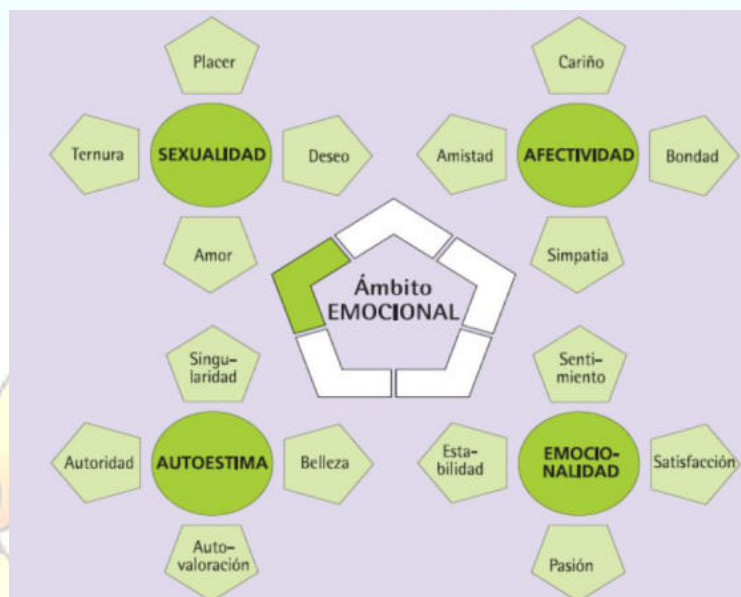 Placer
Ternura
SEXUALIDAD
Deseo
Amor
Cariño
Amistad
AFECTIVIDAD
Bondad
Simpatía
Ámbito
EMOCIONAL
Singu-
laridad
Autoridad
AUTOESTIMA
Belleza
Auto-
valoración
Senti-
miento
Esta-
bilidad
EMOCIO-
NALIDAD
Satisfacción
Pasión